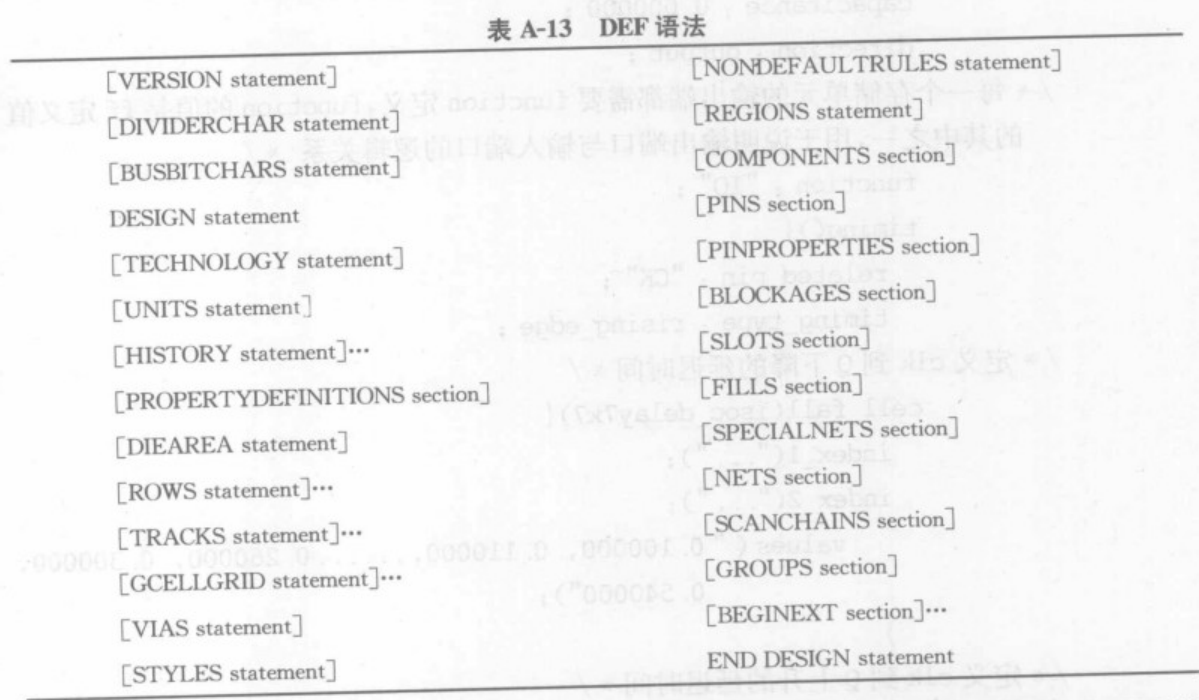 表 A-13 DEF 语法
[VERSION statement]
[DIVIDERCHAR statement]
[BUSBITCHARS statement]
DESIGN statement
[TECHNOLOGY statement]
[UNITS statement]
[HISTORY statement]…
[PROPERTYDEFINITIONS section]
[DIEAREA statement]
[ROWS statement]…
[TRACKS statement]…
[GCELLGRID statement]…
[VIAS statement]
[STYLES statement]
[NONDEFAULTRULES statement]
[REGIONS statement]
[COMPONENTS section]
[PINS section]
[PINPROPERTIES section]
[BLOCKAGES section]
[SLOTS section]
[FILLS section]
[SPECIALNETS section]
[NETS section]
[SCANCHAINS section]
[GROUPS section]
[BEGINEXT section]…
END DESIGN statement